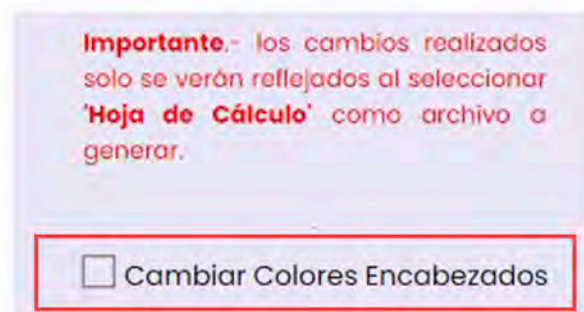 Importante.- los cambios realizados
solo se verán reflejados al seleccionar
'Hoja de Cálculo' como archivo a
generar.
Cambiar Colores Encabezados